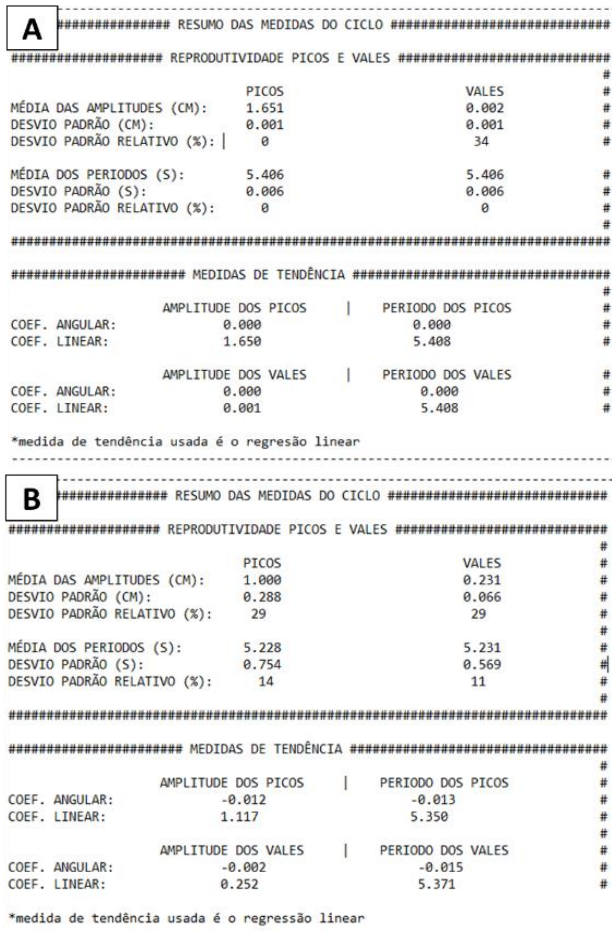 A
############### RESUMO DAS MEDIDAS DO CICLO #############################
#################### REPRODUTIVIDADE PICOS E VALES ############################
#
PICOS VALES #
MÉDIA DAS AMPLITUDES (CM): 1.651 0.002 #
DESVIO PADRÃO (CM): 0.001 0.001 #
DESVIO PADRÃO RELATIVO (%): | 0 34 #
#
MÉDIA DOS PERIODOS (S): 5.406 5.406 #
DESVIO PADRÃO (S): 0.006 0.006 #
DESVIO PADRÃO RELATIVO (%): 0 0 #
#
###############################################################################
####################### MEDIDAS DE TENDÊNCIA ##################################
#
AMPLITUDE DOS PICOS | PERIODO DOS PICOS #
COEF. ANGULAR: 0.000 0.000 #
COEF. LINEAR: 1.650 5.408 #
#
AMPLITUDE DOS VALES | PERIODO DOS VALES #
COEF. ANGULAR: 0.000 0.000 #
COEF. LINEAR: 0.001 5.408 #
*medida de tendência usada é o regresão linear
--------------------------------------------------------------------------------
B
############### RESUMO DAS MEDIDAS DO CICLO #############################
#################### REPRODUTIVIDADE PICOS E VALES ############################
#
PICOS VALES #
MÉDIA DAS AMPLITUDES (CM): 1.000 0.231 #
DESVIO PADRÃO (CM): 0.288 0.066 #
DESVIO PADRÃO RELATIVO (%): 29 29 #
#
MÉDIA DOS PERIODOS (S): 5.228 5.231 #
DESVIO PADRÃO (S): 0.754 0.569 #
DESVIO PADRÃO RELATIVO (%): 14 11 #
#
###############################################################################
####################### MEDIDAS DE TENDÊNCIA ##################################
#
AMPLITUDE DOS PICOS | PERIODO DOS PICOS #
COEF. ANGULAR: -0.012 -0.013 #
COEF. LINEAR: 1.117 5.350 #
#
AMPLITUDE DOS VALES | PERIODO DOS VALES #
COEF. ANGULAR: -0.002 -0.015 #
COEF. LINEAR: 0.252 5.371 #
*medida de tendência usada é o regressão linear